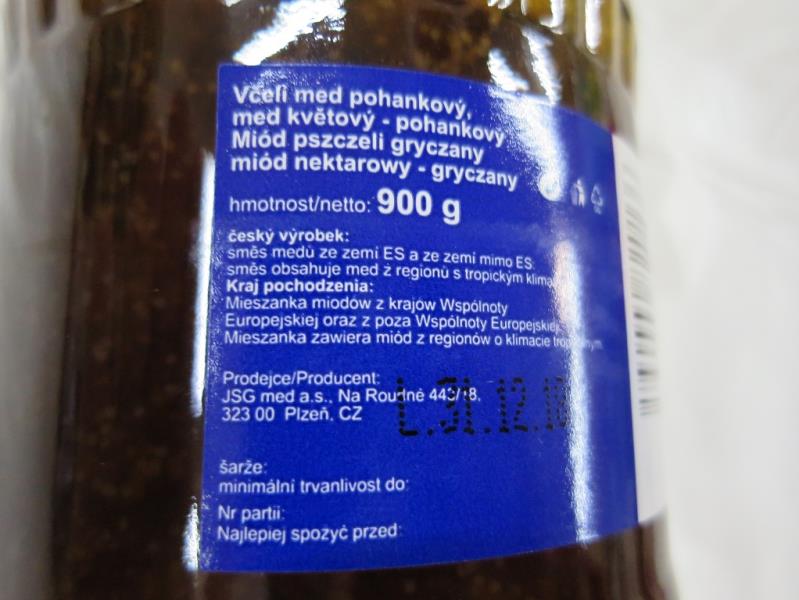 Včelí med pohankový,
med květový - pohankový
Miód pszczeli gryczany
miód nektarowy - gryczany
hmotnost/netto: 900 g
český výrobek:
směs medů ze zemí ES a ze zemí mimo ES.
směs obsahuje med z regionů s tropickým
Kraj pochodzenia:
Mieszanka miodów z krajów Wspólnoty
Europejskiej oraz z poza Wspólnoty Europejskiej.
Mieszanka zawiera miód z regionów o klimacie
Prodejce/Producent:
JSG med a.s., Na Roudné 443/18,
323 00 Plzeň, CZ
L.31.12.
šarže:
minimální trvanlivost do:
Nr partii:
Najlepiej spożyć przed: